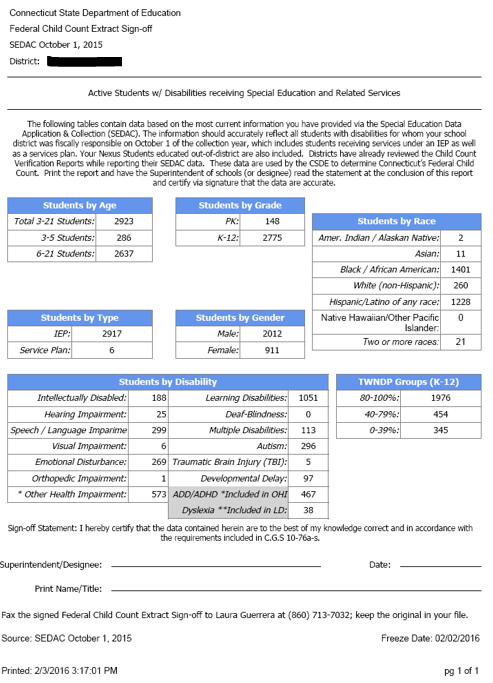 Connecticut State Department of Education
Federal Child Count Extract Sign-off
SEDAC October 1, 2015
District:
Active Students w/ Disabilities receiving Special Education and Related Services
The following tables contain data based on the most current information you have provided via the Special Education Data
Application & Collection (SEDAC). The information should accurately reflect all students with disabilities for whom your school
district was fiscally responsible on October 1 of the collection year, which includes students receiving services under an IEP as well
as a services plan. Your Nexus Students educated out-of-district are also included. Districts have already reviewed the Child Count
Verification Reports while reporting their SEDAC data. These data are used by the CSDE to determine Connecticut's Federal Child
Count. Print the report and have the Superintendent of schools (or designee) read the statement at the conclusion of this report
and certify via signature that the data are accurate.
Students by Age
Total 3-21 Students: 2923
3-5 Students: 286
6-21 Students: 2637
Students by Grade
PK: 148
K-12: 2775
Students by Race
Amer. Indian / Alaskan Native: 2
Asian: 11
Black / African American: 1401
White (non-Hispanic): 260
Hispanic/Latino of any race: 1228
Native Hawaiian/Other Pacific
Islander: 0
Two or more races: 21
Students by Type
IEP: 2917
Service Plan: 6
Students by Gender
Male: 2012
Female: 911
Students by Disability
Intellectually Disabled: 188 Learning Disabilities: 1051
Hearing Impairment: 25 Deaf-Blindness: 0
Speech / Language Imparime 299 Multiple Disabilities: 113
Visual Impairment: 6 Autism: 296
Emotional Disturbance: 269 Traumatic Brain Injury (TBI): 5
Orthopedic Impairment: 1 Developmental Delay: 97
* Other Health Impairment: 573 ADD/ADHD *Included in OHI 467
Dyslexia **Included in LD: 38
TWNDP Groups (K-12)
80-100%: 1976
40-79%: 454
0-39%: 345
Sign-off Statement: I hereby certify that the data contained herein are to the best of my knowledge correct and in accordance with
the requirements included in C.G.S 10-76a-s.
Superintendent/Designee: Date:
Print Name/Title:
Fax the signed Federal Child Count Extract Sign-off to Laura Guerrera at (860) 713-7032; keep the original in your file.
Source: SEDAC October 1, 2015 Freeze Date: 02/02/2016
Printed: 2/3/2016 3:17:01 PM pg 1 of 1